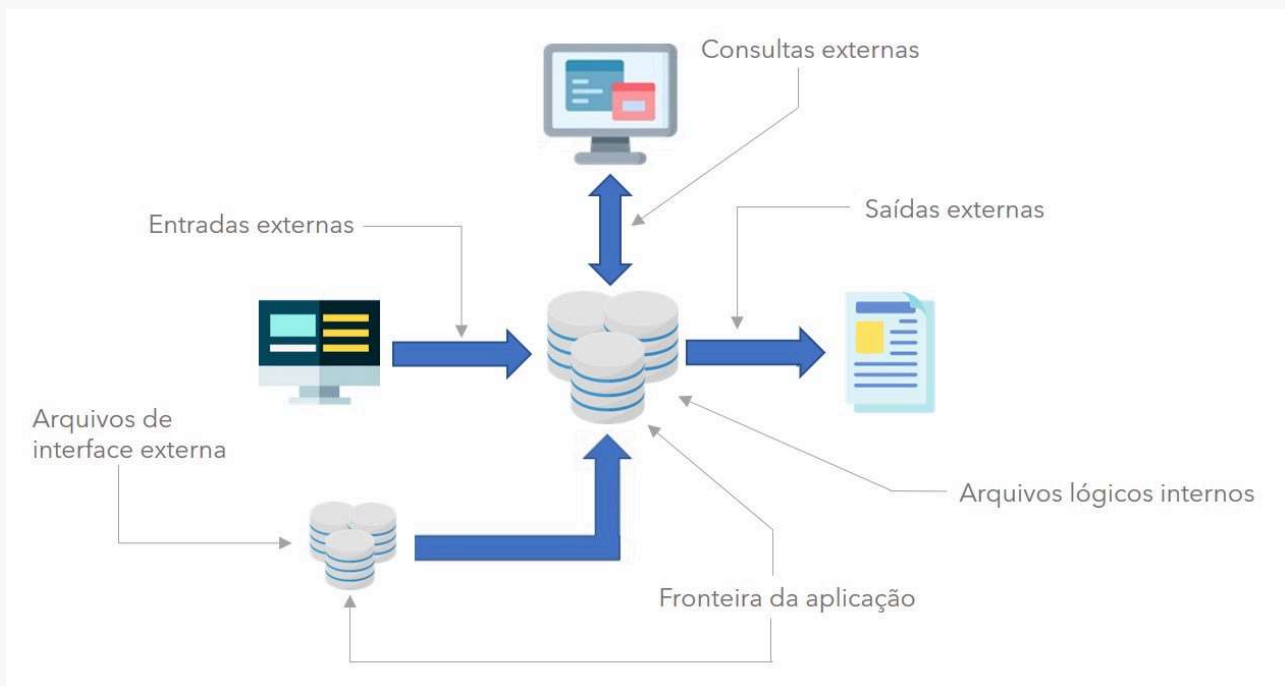 Consultas externas
Entradas externas
Saídas externas
Arquivos de
interface externa
Arquivos lógicos internos
Fronteira da aplicação